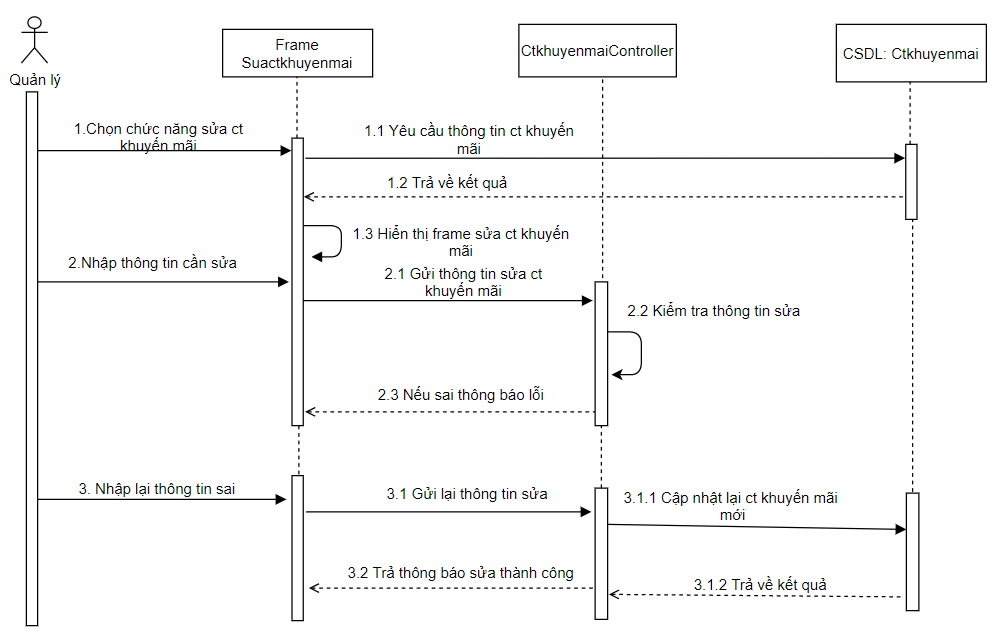 Quản lý
Frame
Suactkhuyenmai
CtkhuyenmaiController
CSDL: Ctkhuyenmai
1.Chọn chức năng sửa ct
khuyến mãi
1.1 Yêu cầu thông tin ct khuyến
mãi
1.2 Trả về kết quả
1.3 Hiển thị frame sửa ct khuyến
mãi
2.Nhập thông tin cần sửa
2.1 Gửi thông tin sửa ct
khuyến mãi
2.2 Kiểm tra thông tin sửa
2.3 Nếu sai thông báo lỗi
3. Nhập lại thông tin sai
3.1 Gửi lại thông tin sửa
3.1.1 Cập nhật lại ct khuyến mãi
mới
3.2 Trả thông báo sửa thành công
3.1.2 Trả về kết quả